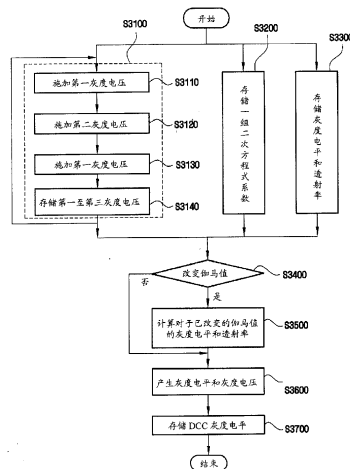 开始
S3100
S3200
S3300
施加第一灰度电压
S3110
施加第二灰度电压
S3120
施加第一灰度电压
S3130
存储第一至第三灰度电压
S3140
存储一组二次方程式系数
存储灰度电平和透射率
改变伽马值
S3400
否
是
计算对于已改变的伽马值
的灰度电平和透射率
S3500
产生灰度电平和灰度电压
S3600
存储 DCC 灰度电平
S3700
结束